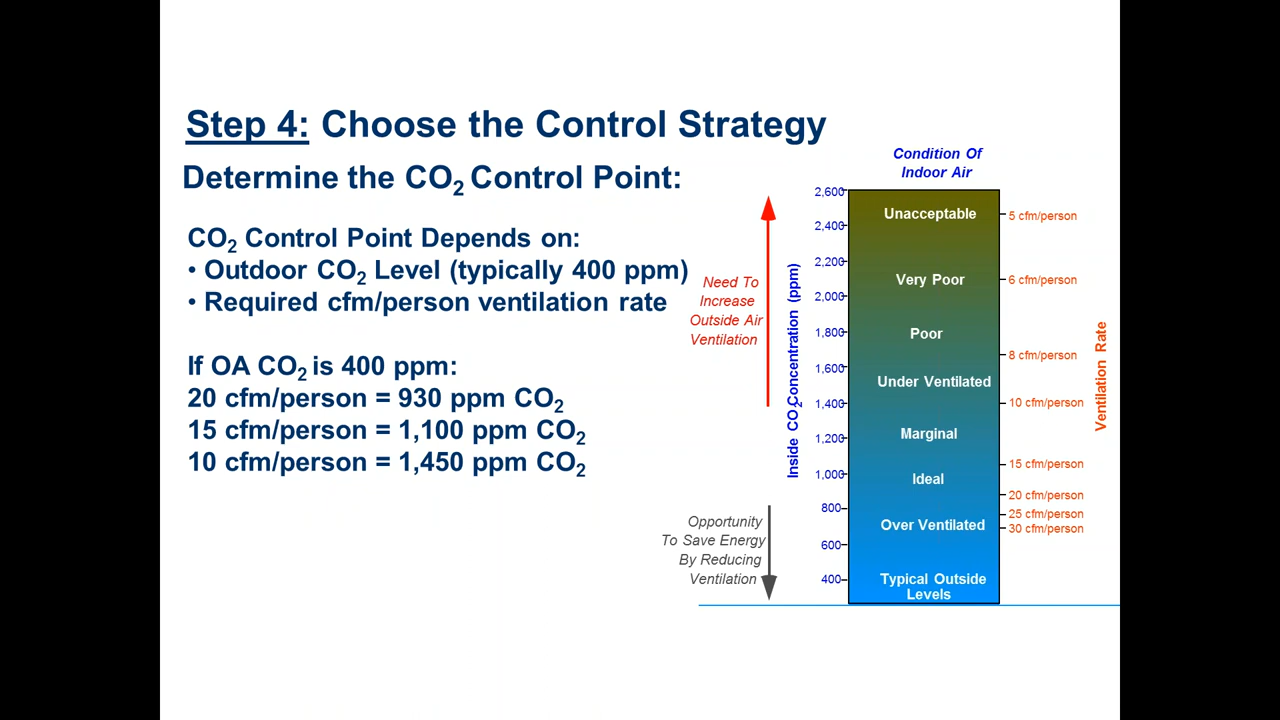 Step 4: Choose the Control Strategy
Determine the CO2 Control Point:
CO2 Control Point Depends on:
• Outdoor CO2 Level (typically 400 ppm)
• Required cfm/person ventilation rate
If OA CO2 is 400 ppm:
20 cfm/person = 930 ppm CO2
15 cfm/person = 1,100 ppm CO2
10 cfm/person = 1,450 ppm CO2
Condition Of
Indoor Air
Need To
Increase
Outside Air
Ventilation
Opportunity
To Save Energy
By Reducing
Ventilation
Inside CO2 Concentration (ppm)
2,600
2,400
2,200
2,000
1,800
1,600
1,400
1,200
1,000
800
600
400
Unacceptable
Very Poor
Poor
Under Ventilated
Marginal
Ideal
Over Ventilated
Typical Outside
Levels
5 cfm/person
6 cfm/person
8 cfm/person
10 cfm/person
15 cfm/person
20 cfm/person
25 cfm/person
30 cfm/person
Ventilation Rate